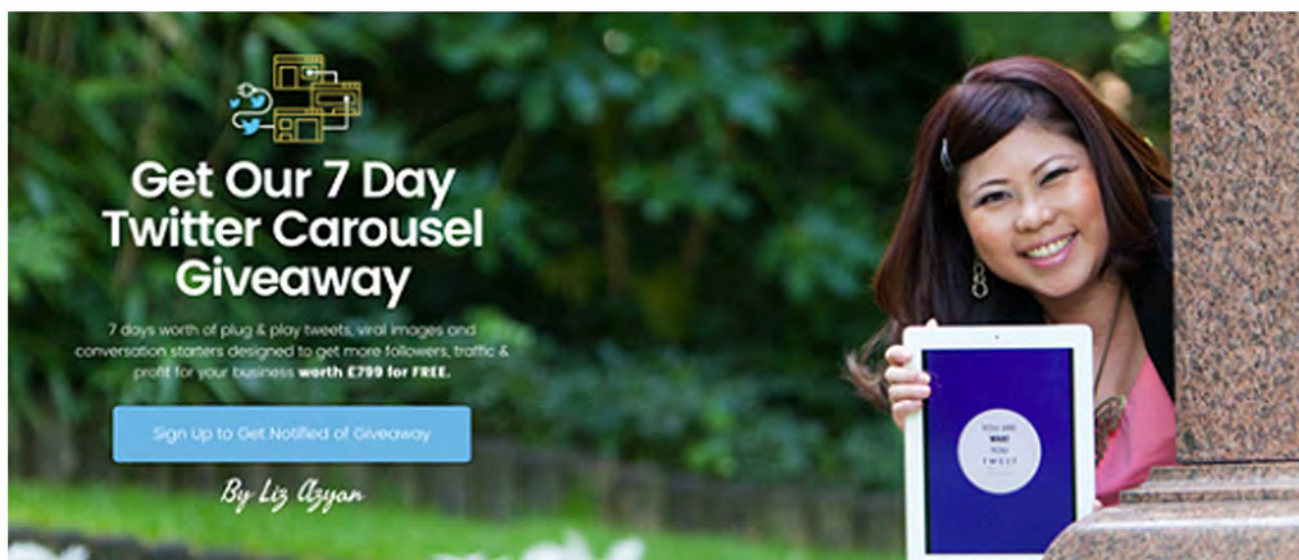 Get Our 7 Day
Twitter Carousel
Giveaway
7 days worth of plug & play tweets, viral images and
conversation starters designed to get more followers, traffic &
profit for your business worth £799 for FREE.
Sign Up to Get Notified of Giveaway
By Liz Azyan
YOU ARE
WHAT
YOU
TWEET